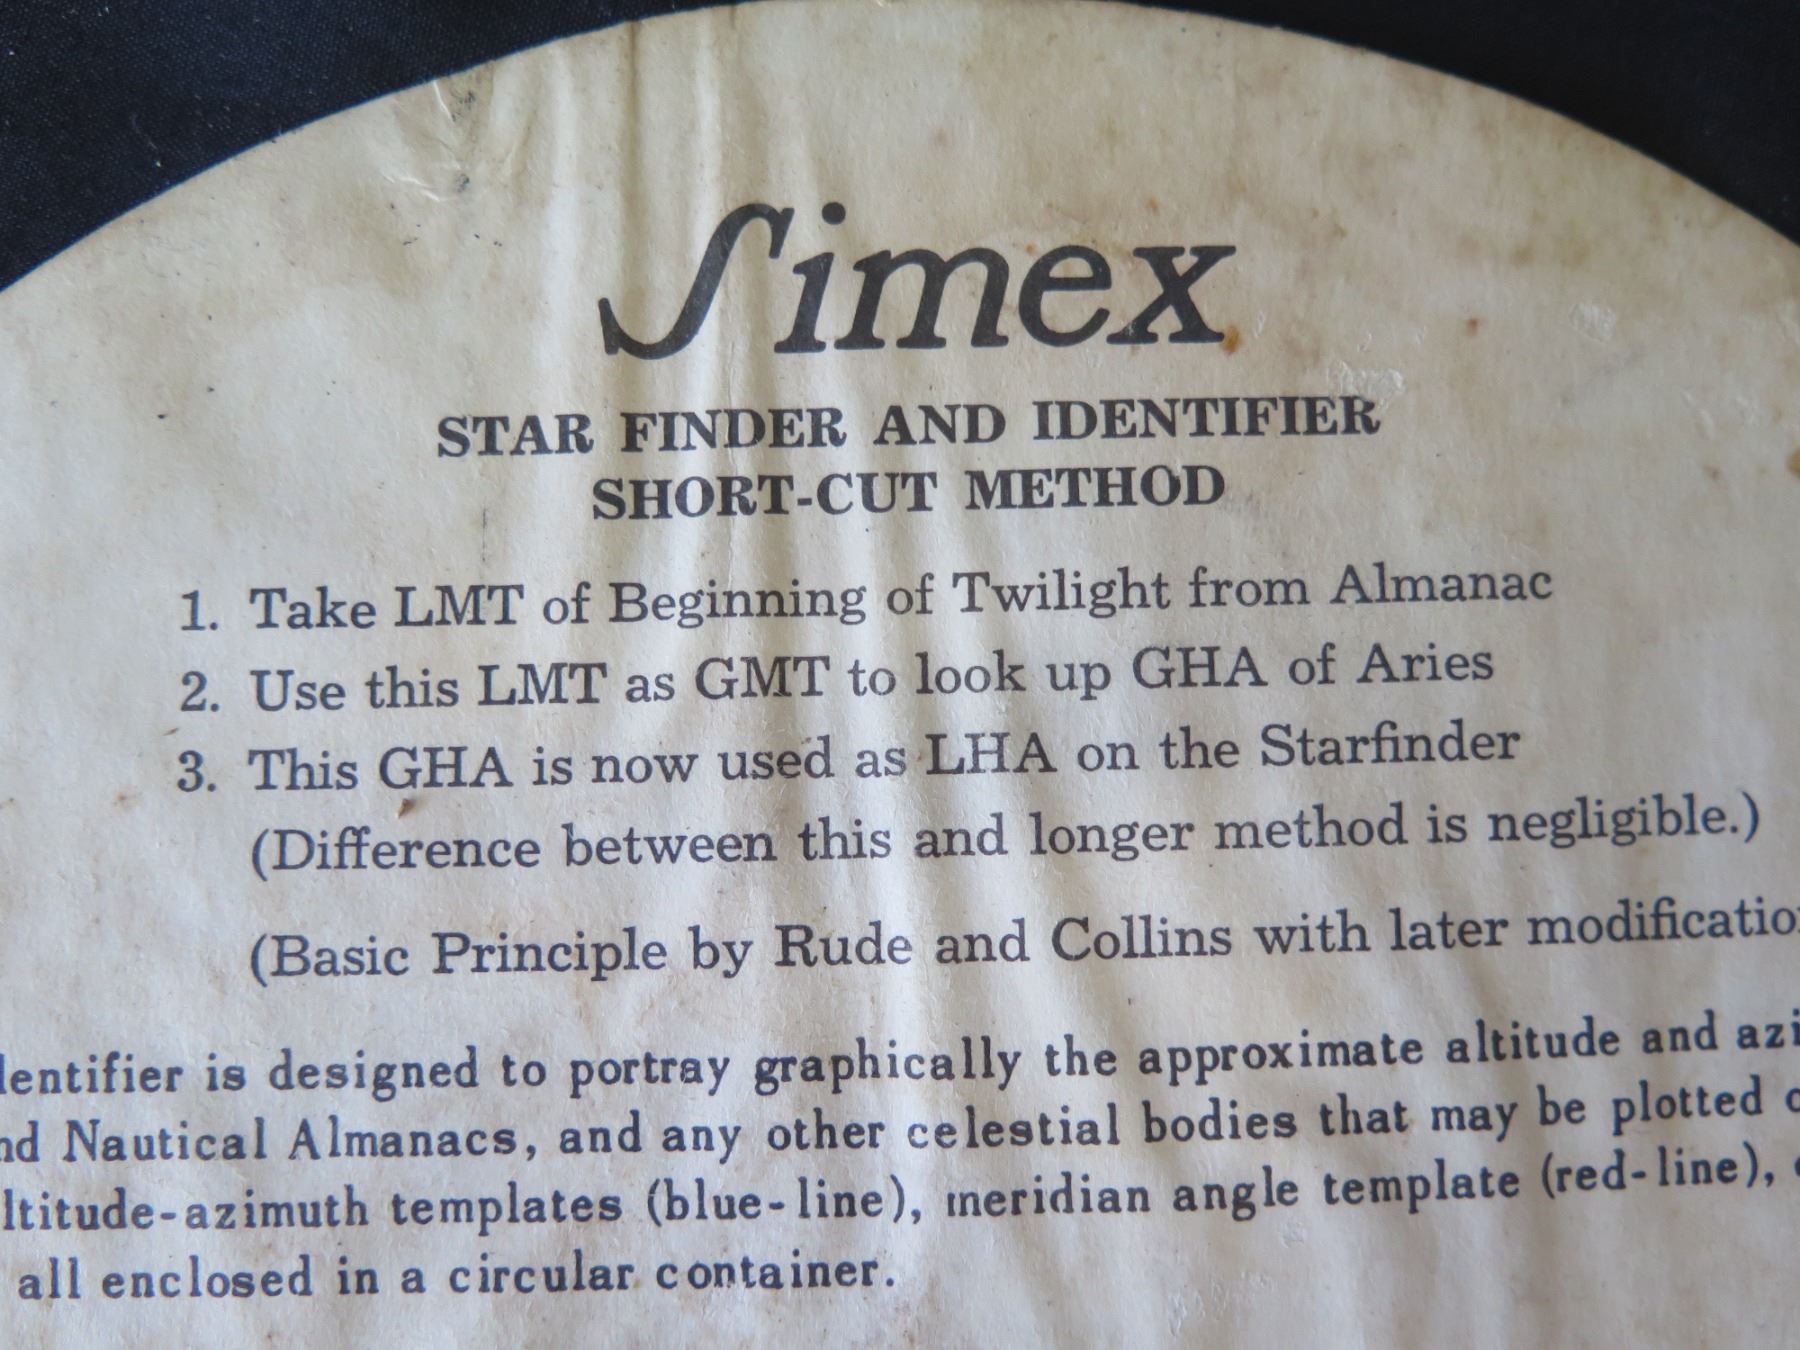 Simex
STAR FINDER AND IDENTIFIER
SHORT-CUT METHOD
1. Take LMT of Beginning of Twilight from Almanac
2. Use this LMT as GMT to look up GHA of Aries
3. This GHA is now used as LHA on the Starfinder
(Difference between this and longer method is negligible.)
(Basic Principle by Rude and Collins with later
is designed to portray graphically the approximate altitude and
Nautical Almanacs, and any other celestial bodies that may be plotted
templates (blue-line), meridian angle template (red-line),
all enclosed in a circular container.